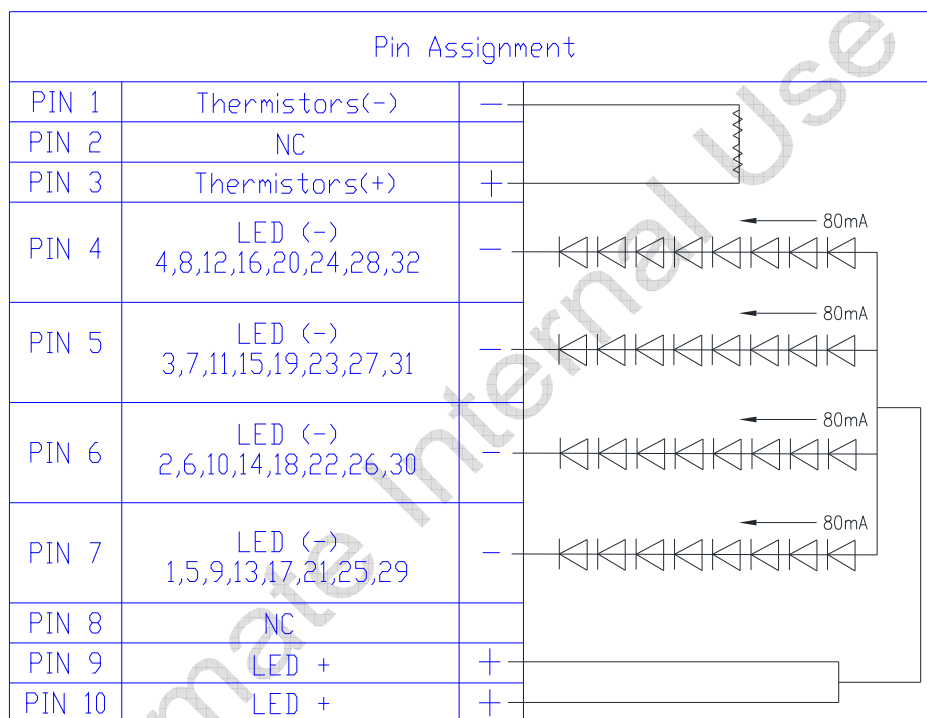 Pin Assignment
PIN 1 Thermistors(-) -
PIN 2 NC
PIN 3 Thermistors(+) +
PIN 4 LED (-) - 80mA
4,8,12,16,20,24,28,32
PIN 5 LED (-) - 80mA
3,7,11,15,19,23,27,31
PIN 6 LED (-) - 80mA
2,6,10,14,18,22,26,30
PIN 7 LED (-) - 80mA
1,5,9,13,17,21,25,29
PIN 8 NC
PIN 9 LED + +
PIN 10 LED + +
mate Internal Use